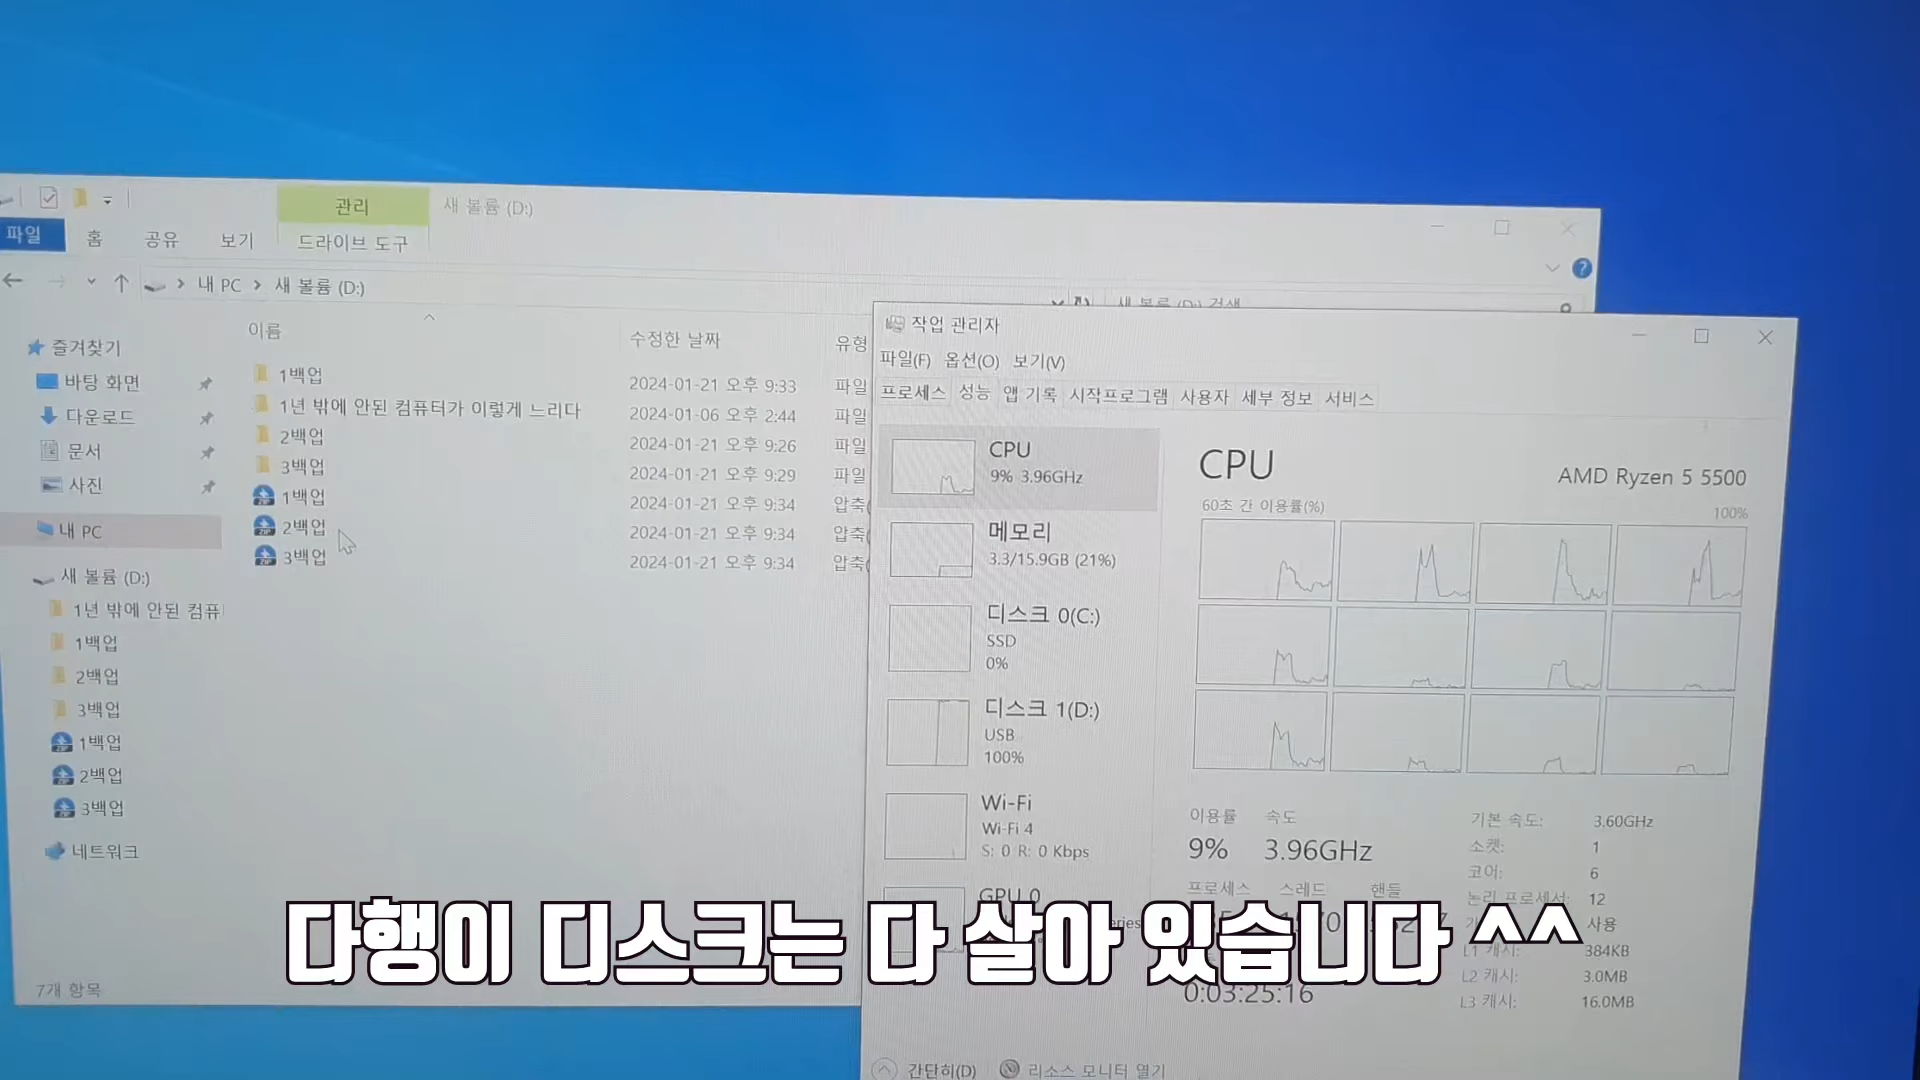 관리
새 볼륨 (D:)
파일
홈
공유
보기
드라이브 도구
내 PC > 새 볼륨 (D:)
이름
수정한 날짜
유형
즐겨찾기
바탕 화면
다운로드
문서
사진
내 PC
새 볼륨 (D:)
1년 밖에 안된 컴퓨
1백업
2백업
3백업
1백업
2백업
3백업
네트워크
7개 항목
1백업 2024-01-21 오후 9:33 파일
1년 밖에 안된 컴퓨터가 이렇게 느리다 2024-01-06 오후 2:44 파일
2백업 2024-01-21 오후 9:26 파일
3백업 2024-01-21 오후 9:29 파일
1백업 2024-01-21 오후 9:34 압축(
2백업 2024-01-21 오후 9:34 압축(
3백업 2024-01-21 오후 9:34 압축(
작업 관리자
파일(F) 옵션(O) 보기(V)
프로세스 성능 앱 기록 시작프로그램 사용자 세부 정보 서비스
CPU
9% 3.96GHz
메모리
3.3/15.9GB (21%)
디스크 0(C:)
SSD
0%
디스크 1(D:)
USB
100%
Wi-Fi
Wi-Fi 4
S: 0 R: 0 Kbps
GPU 0
CPU
AMD Ryzen 5 5500
60초 간 이용률(%)
100%
이용률 속도
9% 3.96GHz
프로세스 스레드 핸들
0:03:25:16
기본 속도: 3.60GHz
소켓: 1
코어: 6
논리 프로세서: 12
사용
L1 캐시: 384KB
L2 캐시: 3.0MB
L3 캐시: 16.0MB
다행이 디스크는 다 살아 있습니다 ^^
간단히(D)
리소스 모니터 열기